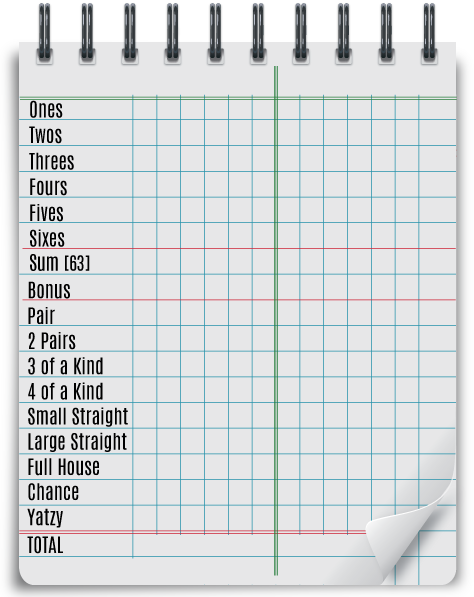 Ones
Twos
Threes
Fours
Fives
Sixes
Sum [63]
Bonus
Pair
2 Pairs
3 of a Kind
4 of a Kind
Small Straight
Large Straight
Full House
Chance
Yatzy
TOTAL